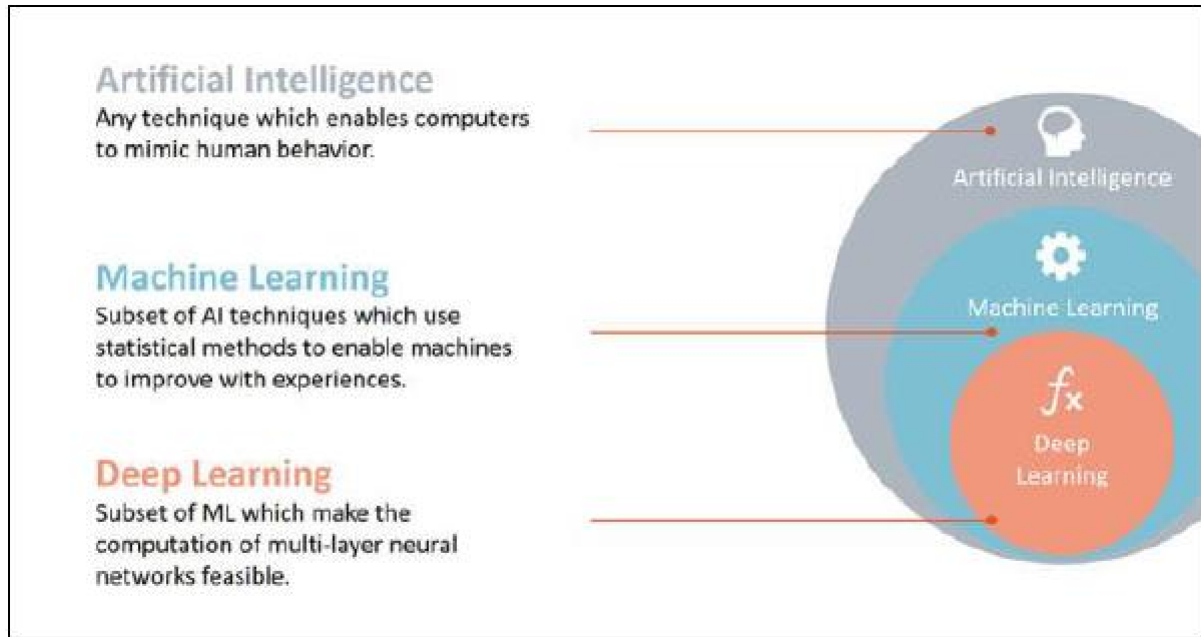 Artificial Intelligence
Any technique which enables computers
to mimic human behavior.
Machine Learning
Subset of AI techniques which use
statistical methods to enable machines
to improve with experiences.
Deep Learning
Subset of ML which make the
computation of multi-layer neural
networks feasible.
Artificial Intelligence
Machine Learning
fx
Deep
Learning